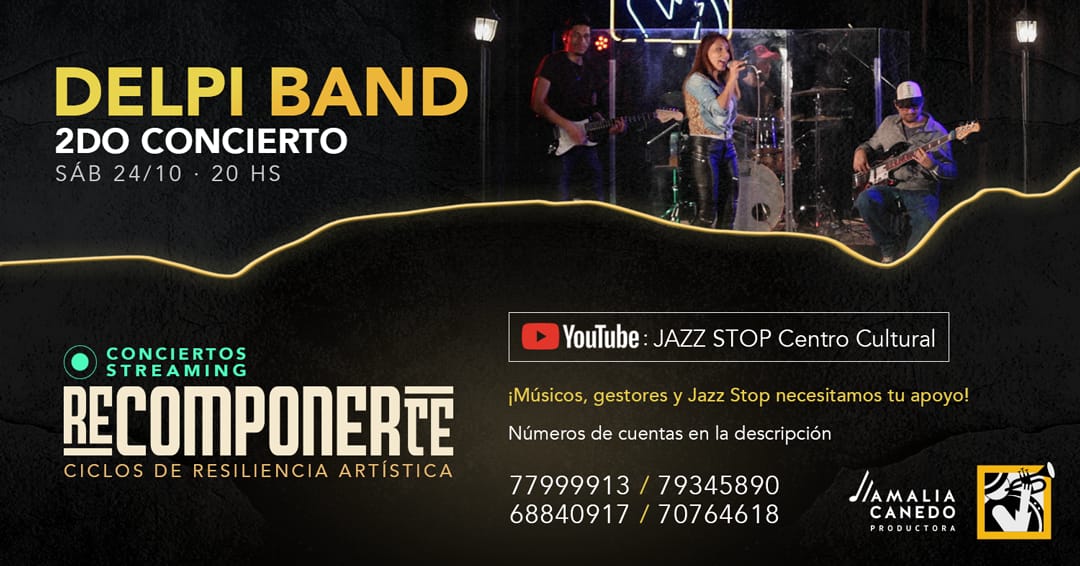 DELPI BAND
2DO CONCIERTO
SÁB 24/10 · 20 HS
CONCIERTOS
STREAMING
RECOMPONERTE
CICLOS DE RESILIENCIA ARTÍSTICA
YouTube: JAZZ STOP Centro Cultural
¡Músicos, gestores y Jazz Stop necesitamos tu apoyo!
Números de cuentas en la descripción
77999913 / 79345890
68840917 / 70764618
AMALIA
CANEDO
PRODUCTORA